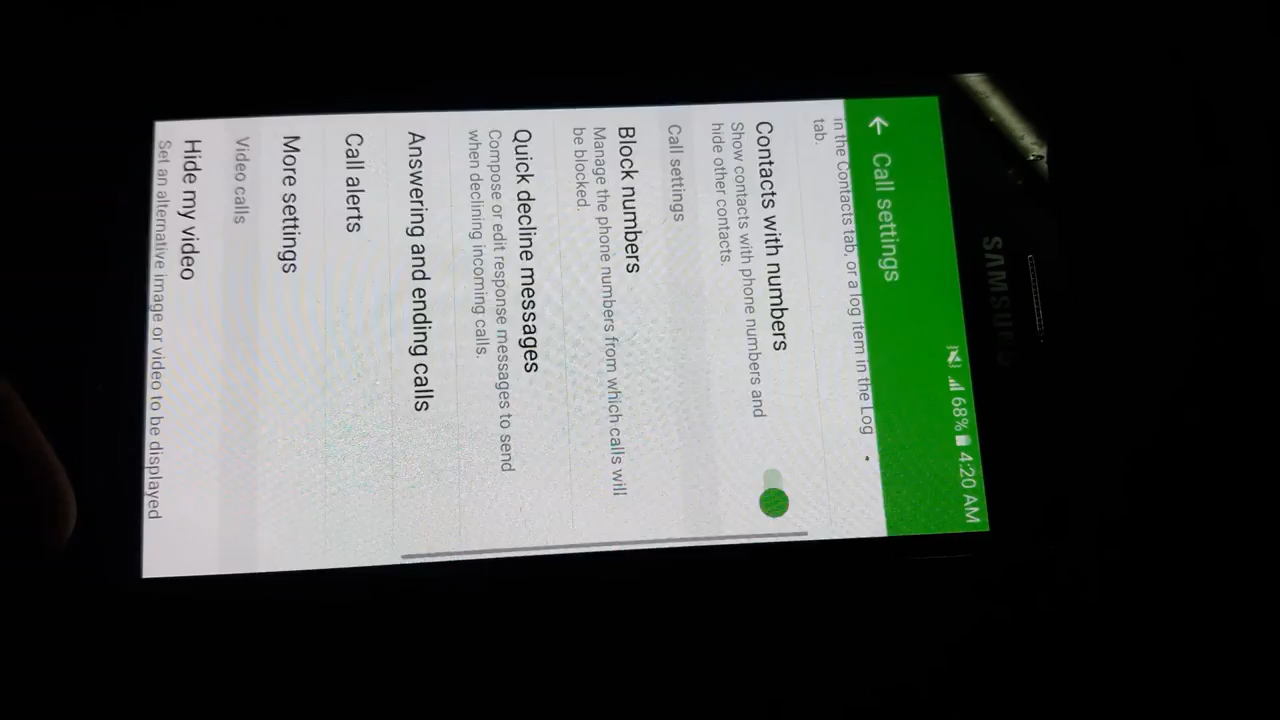 SAMSUNG
68% 4:20 AM
Call settings
in the Contacts tab, or a log item in the Log
tab.
Contacts with numbers
Show contacts with phone numbers and
hide other contacts.
Call settings
Block numbers
Manage the phone numbers from which calls will
be blocked.
Quick decline messages
Compose or edit response messages to send
when declining incoming calls.
Answering and ending calls
Call alerts
More settings
Video calls
Hide my video
Set an alternative image or video to be displayed